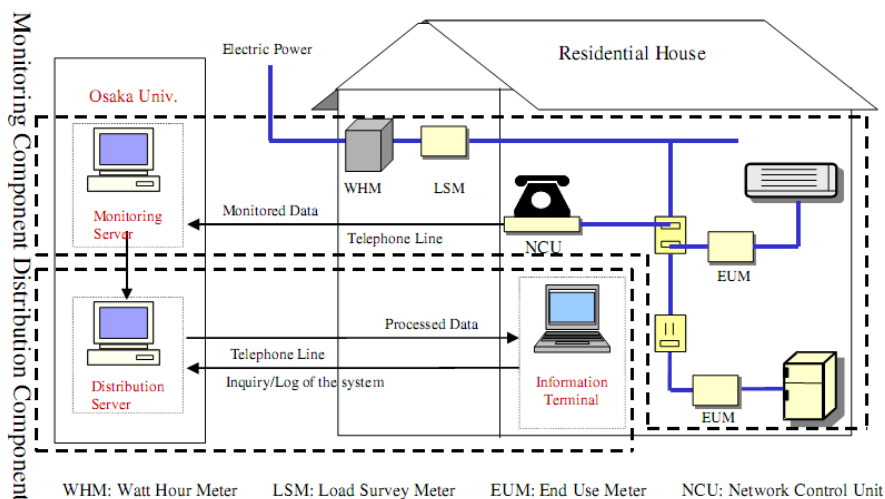 Monitoring Component Distribution Component
Electric Power
Residential House
Osaka Univ.
WHM
LSM
Monitoring
Server
Monitored Data
Telephone Line
NCU
EUM
Processed Data
Telephone Line
Inquiry/Log of the system
Distribution
Server
Information
Terminal
EUM
WHM: Watt Hour Meter LSM: Load Survey Meter EUM: End Use Meter NCU: Network Control Unit